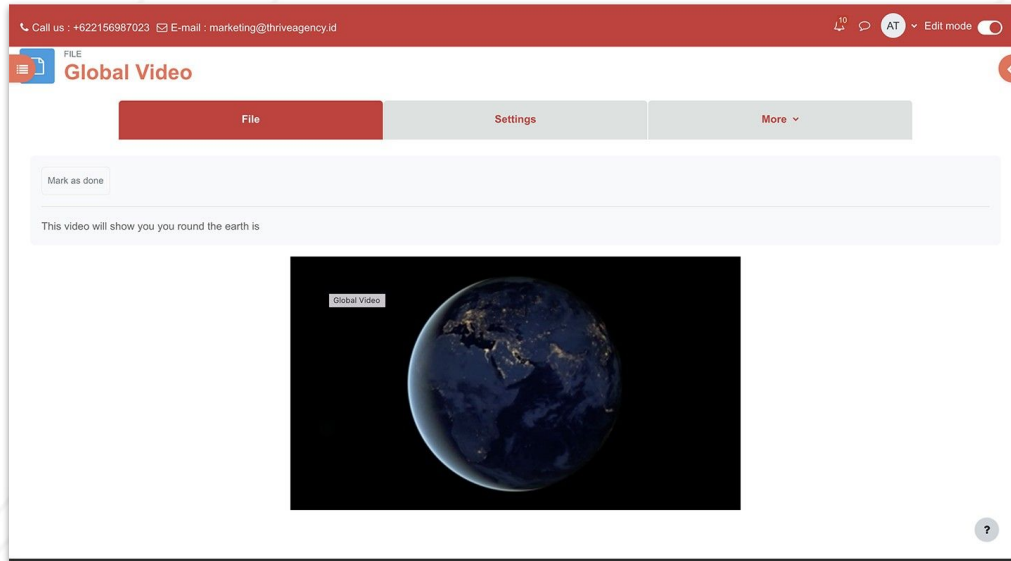 Call us : +622156987023 E-mail : marketing@thriveagency.id 10 AT Edit mode
FILE
Global Video
File Settings More
Mark as done
This video will show you you round the earth is
Global Video
?